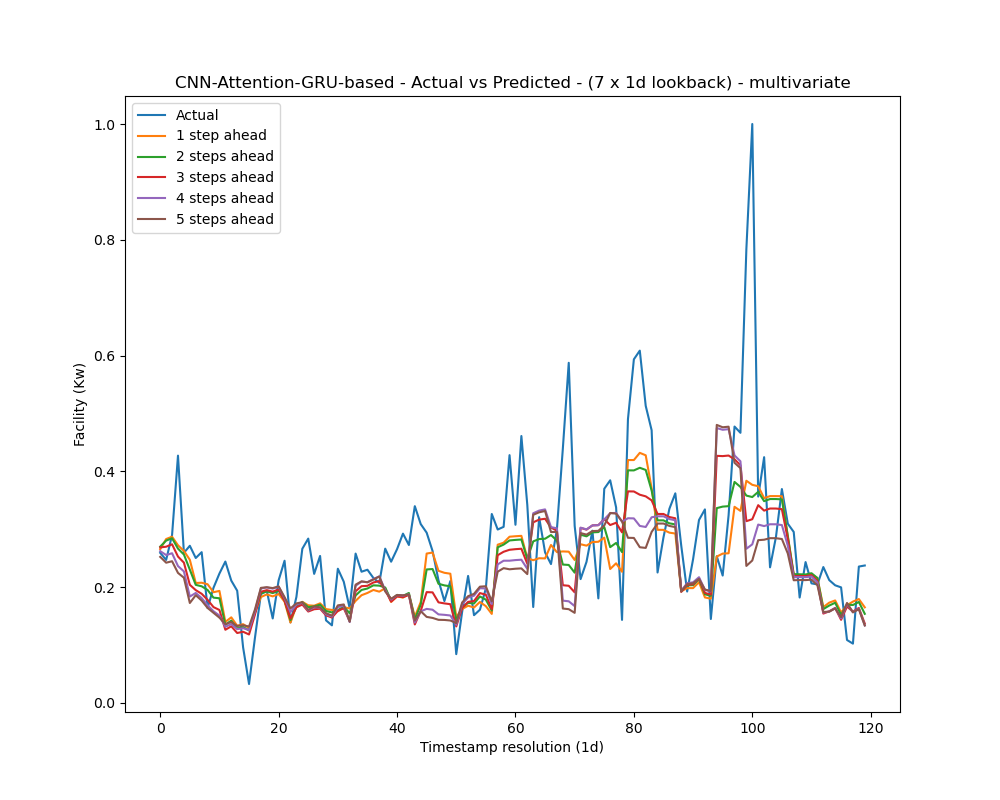 CNN-Attention-GRU-based - Actual vs Predicted - (7 x 1d lookback) - multivariate
Actual
1 step ahead
2 steps ahead
3 steps ahead
4 steps ahead
5 steps ahead
1.0
0.8
0.6
0.4
0.2
0.0
Facility (Kw)
0 20 40 60 80 100 120
Timestamp resolution (1d)